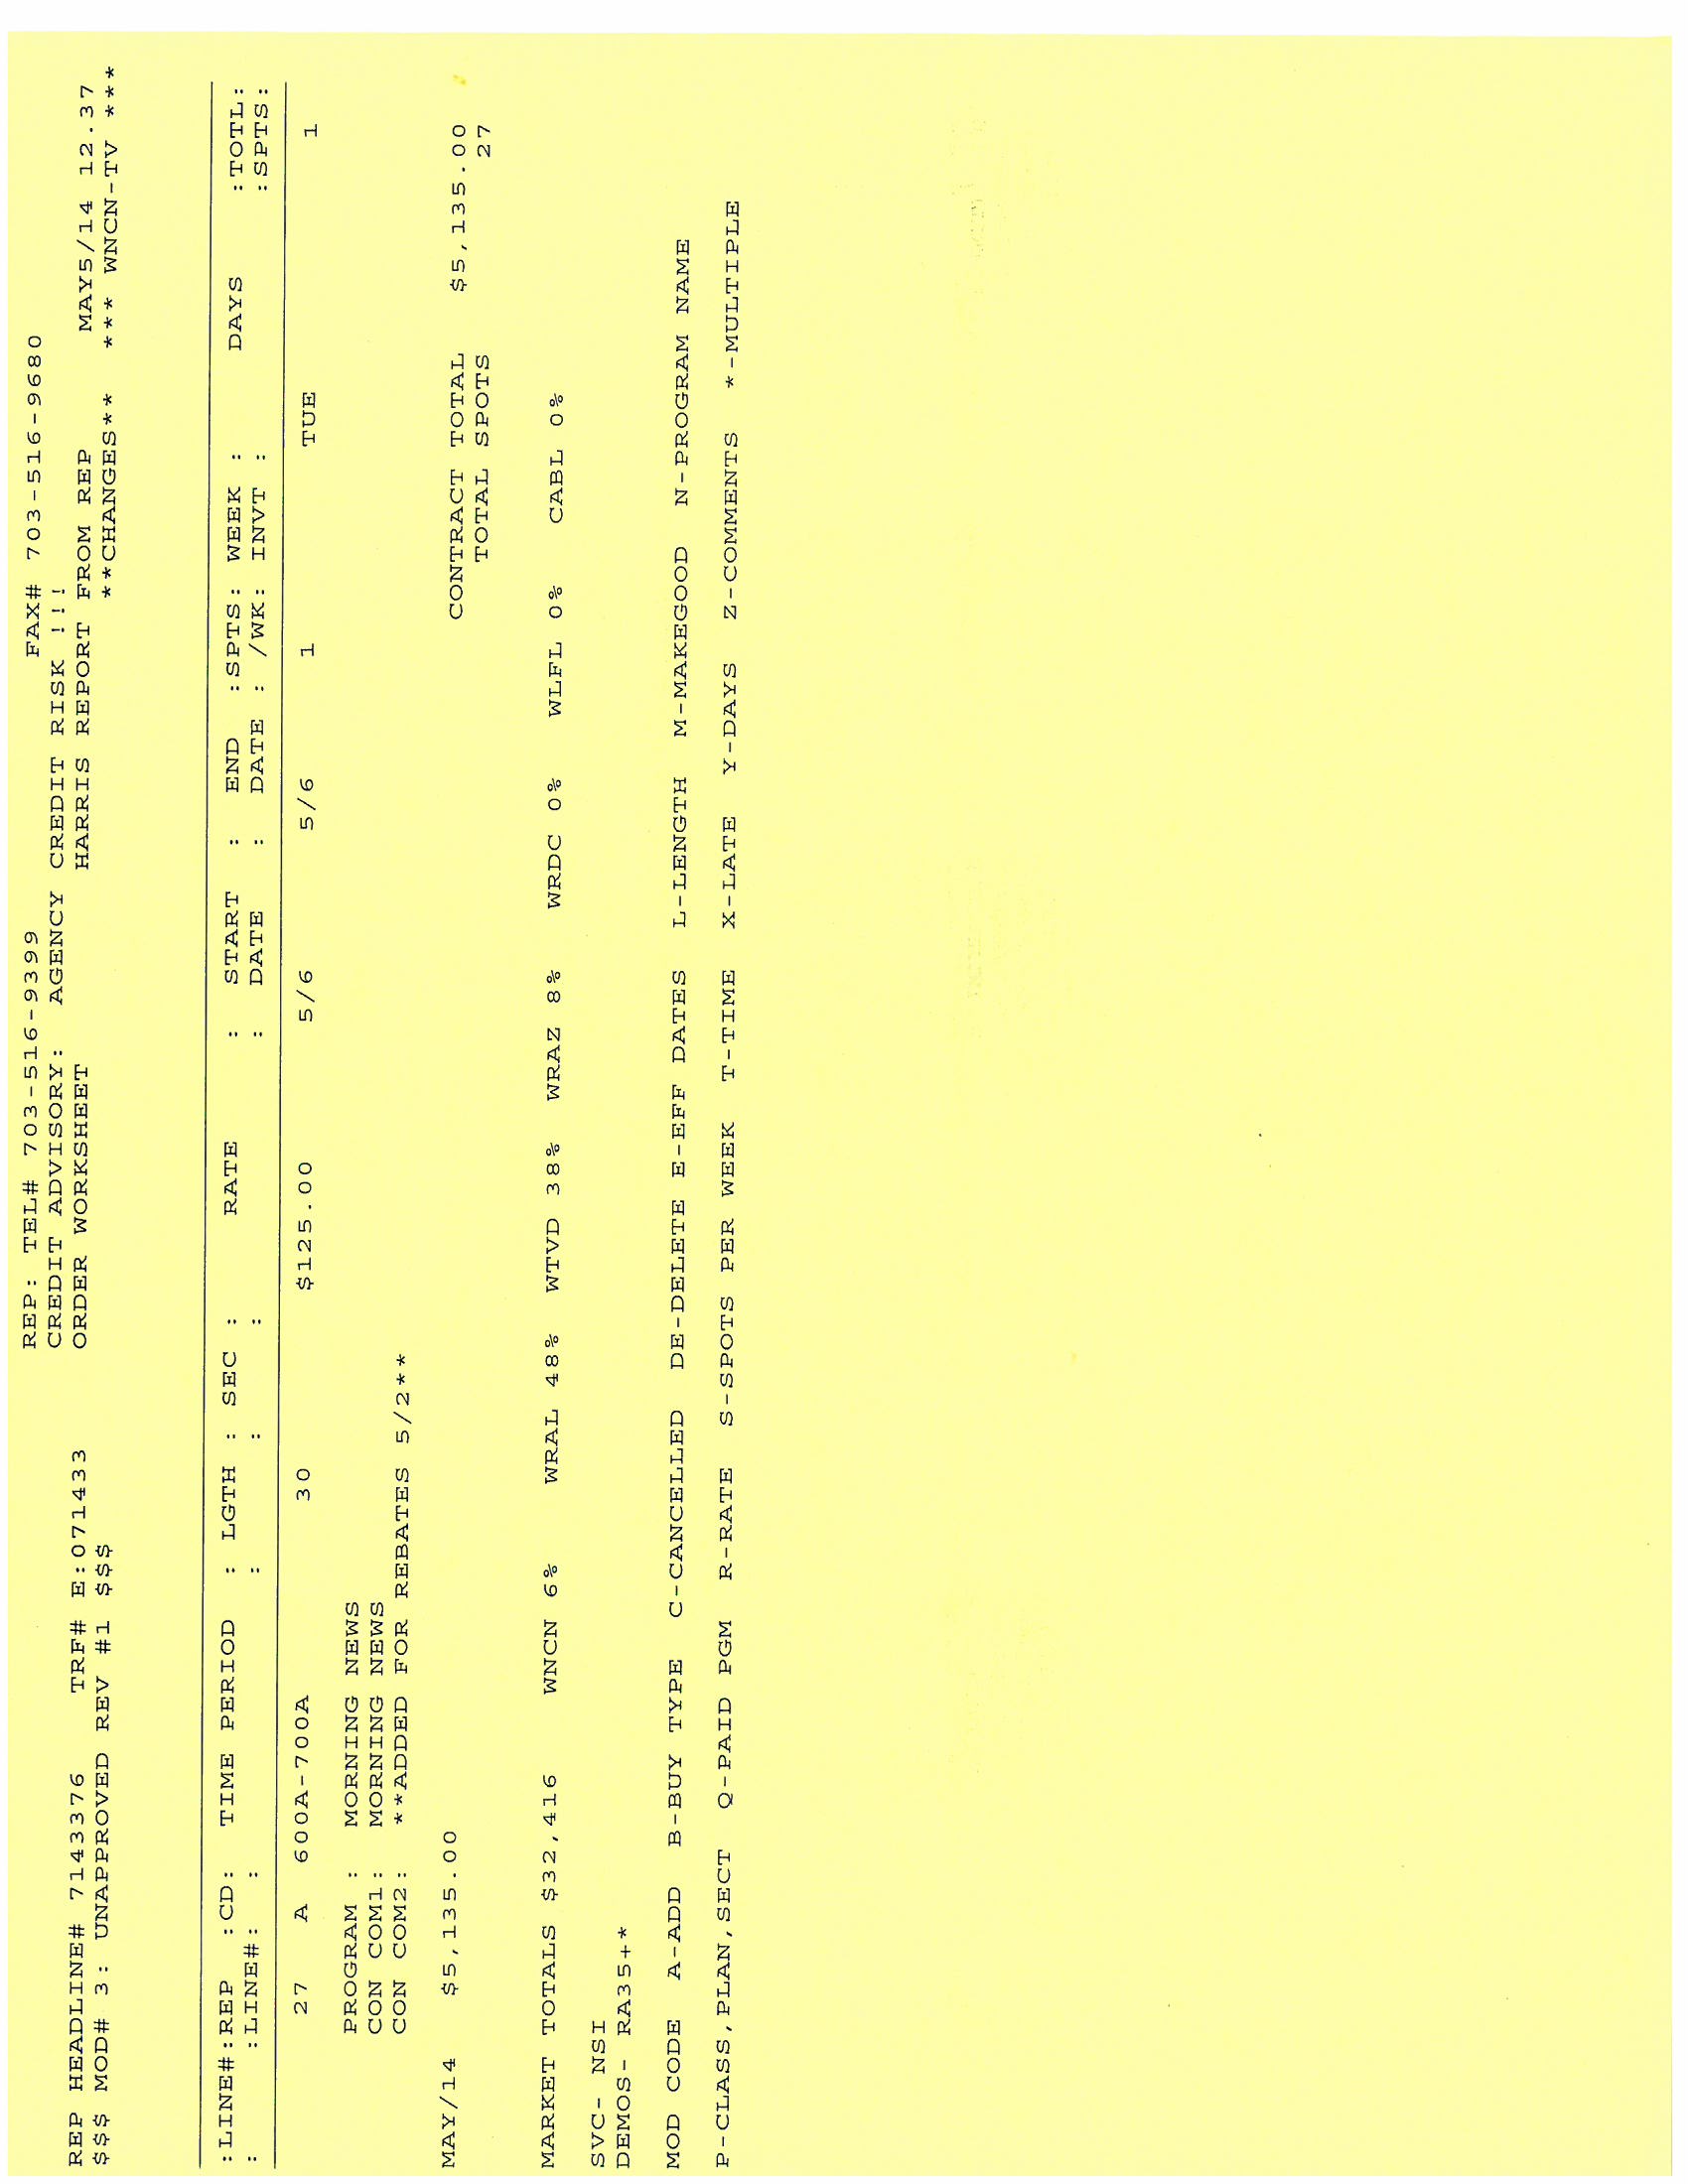 REP: TEL# 703-516-9399 FAX# 703-516-9680
CREDIT ADVISORY: AGENCY CREDIT RISK !!!
REP HEADLINE# 7143376 TRF# E:071433 ORDER WORKSHEET HARRIS REPORT FROM REP MAY5/14 12.37
$$$ MOD# 3: UNAPPROVED REV #1 $$$ **CHANGES** *** WNCN-TV ***
:LINE#:REP :CD: TIME PERIOD : LGTH : SEC : RATE : START : END :SPTS: WEEK : DAYS :TOTL:
: :LINE#: : : : : DATE : DATE : /WK: INVT : :SPTS:
27 A 600A-700A 30 $125.00 5/6 5/6 1 TUE 1
PROGRAM : MORNING NEWS
CON COM1: MORNING NEWS
CON COM2: **ADDED FOR REBATES 5/2**
MAY/14 $5,135.00 CONTRACT TOTAL $5,135.00
TOTAL SPOTS 27
MARKET TOTALS $32,416 WNCN 6% WRAL 48% WTVD 38% WRAZ 8% WRDC 0% WLFL 0% CABL 0%
SVC- NSI
DEMOS- RA35+*
MOD CODE A-ADD B-BUY TYPE C-CANCELLED DE-DELETE E-EFF DATES L-LENGTH M-MAKEGOOD N-PROGRAM NAME
P-CLASS,PLAN,SECT Q-PAID PGM R-RATE S-SPOTS PER WEEK T-TIME X-LATE Y-DAYS Z-COMMENTS *-MULTIPLE